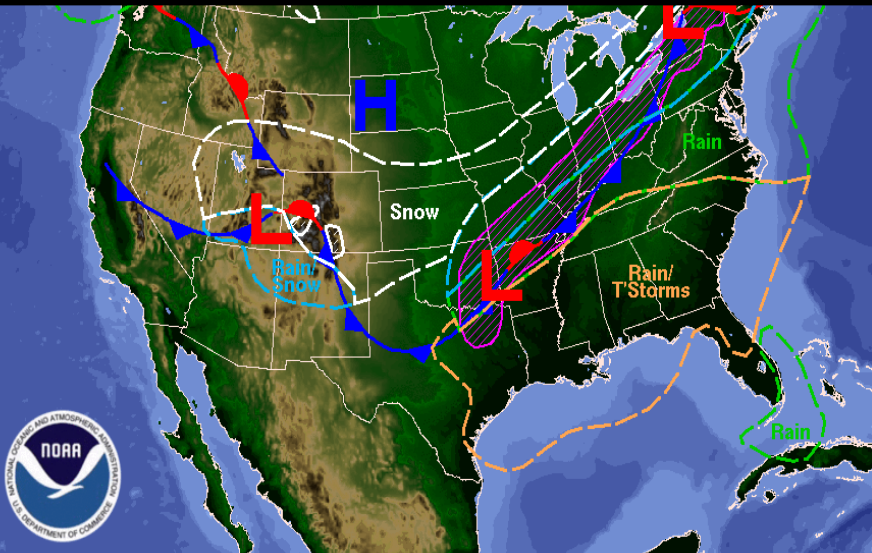 L
H
Rain
L
Snow
L
Rain/
Snow
Rain/
T'Storms
Rain
NATIONAL OCEANIC AND ATMOSPHERIC ADMINISTRATION
NOAA
U.S. DEPARTMENT OF COMMERCE